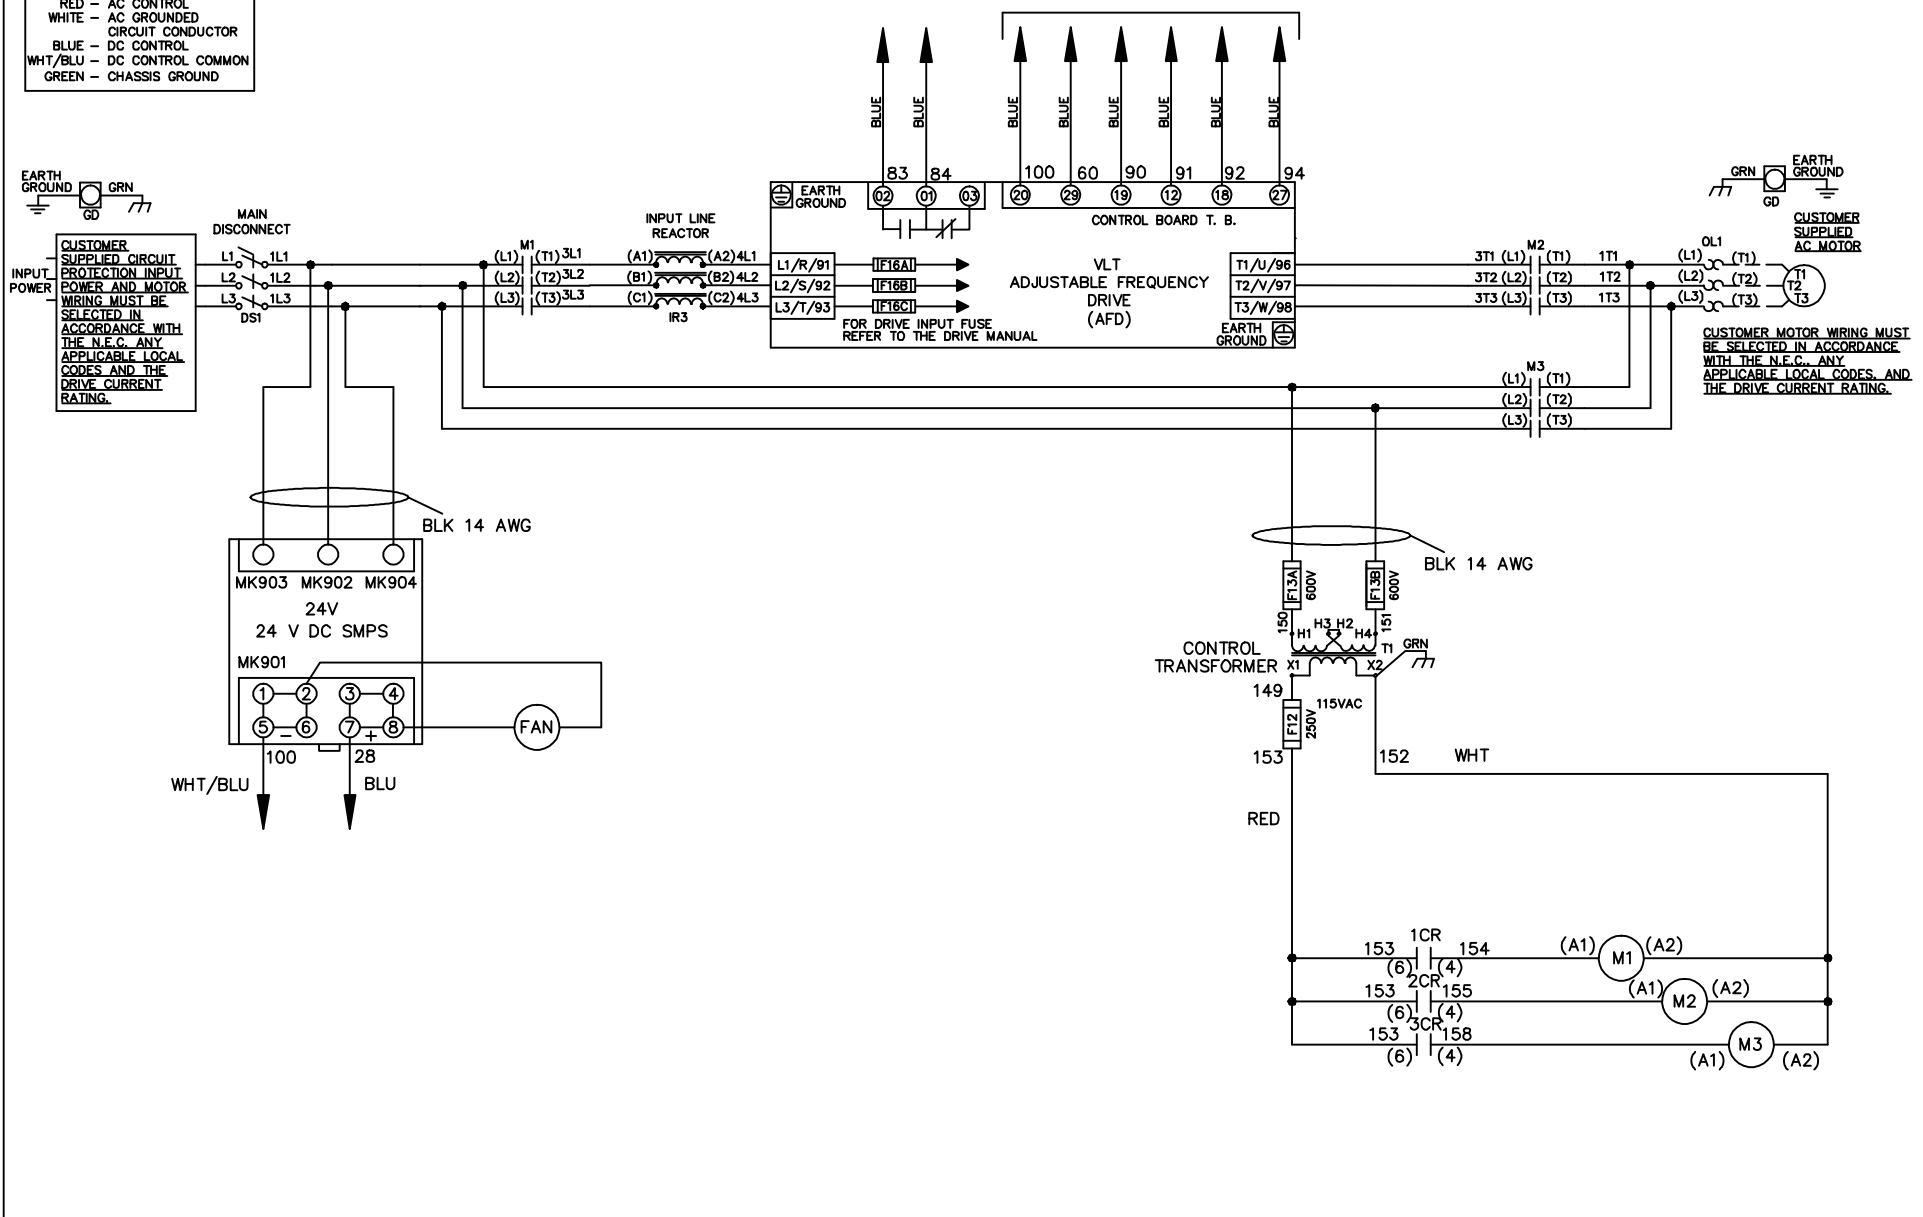 RED – AC CONTROL
WHITE – AC GROUNDED
CIRCUIT CONDUCTOR
BLUE – DC CONTROL
WHT/BLU – DC CONTROL COMMON
GREEN – CHASSIS GROUND
BLUE BLUE BLUE BLUE BLUE BLUE BLUE BLUE
83 84 100 60 90 91 92 94
02 01 03 20 29 19 12 18 27
EARTH
GROUND
CONTROL BOARD T. B.
EARTH
GROUND
GRN
GD
MAIN
DISCONNECT
INPUT LINE
REACTOR
GRN
EARTH
GROUND
GD
CUSTOMER
SUPPLIED
AC MOTOR
INPUT
POWER
CUSTOMER
SUPPLIED CIRCUIT
PROTECTION INPUT
POWER AND MOTOR
WIRING MUST BE
SELECTED IN
ACCORDANCE WITH
THE N.E.C. ANY
APPLICABLE LOCAL
CODES AND THE
DRIVE CURRENT
RATING.
M1
M2
OL1
L1 1L1 (L1) (T1) 3L1 (A1) (A2) 4L1 L1/R/91 F16A
L2 1L2 (L2) (T2) 3L2 (B1) (B2) 4L2 L2/S/92 F16B
L3 1L3 (L3) (T3) 3L3 (C1) (C2) 4L3 L3/T/93 F16C
DS1
IR3
VLT
ADJUSTABLE FREQUENCY
DRIVE
(AFD)
FOR DRIVE INPUT FUSE
REFER TO THE DRIVE MANUAL
EARTH
GROUND
T1/U/96 3T1 (L1) (T1) 1T1 (L1) (T1) T1
T2/V/97 3T2 (L2) (T2) 1T2 (L2) (T2) T2
T3/W/98 3T3 (L3) (T3) 1T3 (L3) (T3) T3
CUSTOMER MOTOR WIRING MUST
BE SELECTED IN ACCORDANCE
WITH THE N.E.C., ANY
APPLICABLE LOCAL CODES, AND
THE DRIVE CURRENT RATING.
M3
(L1) (T1)
(L2) (T2)
(L3) (T3)
BLK 14 AWG
MK903 MK902 MK904
24V
24 V DC SMPS
MK901
1 2 3 4
5 – 6 7 + 8
FAN
100 28
WHT/BLU BLU
BLK 14 AWG
F13A 600V F13B 600V
150 151
H1 H3 H2 H4
T1
GRN
CONTROL
TRANSFORMER
X1 X2
149
115VAC
F12 250V
153
152 WHT
RED
1CR
153 154 (A1) M1 (A2)
(6) (4)
2CR
153 155 (A1) M2 (A2)
(6) (4)
3CR
153 158 M3
(6) (4) (A1) (A2)